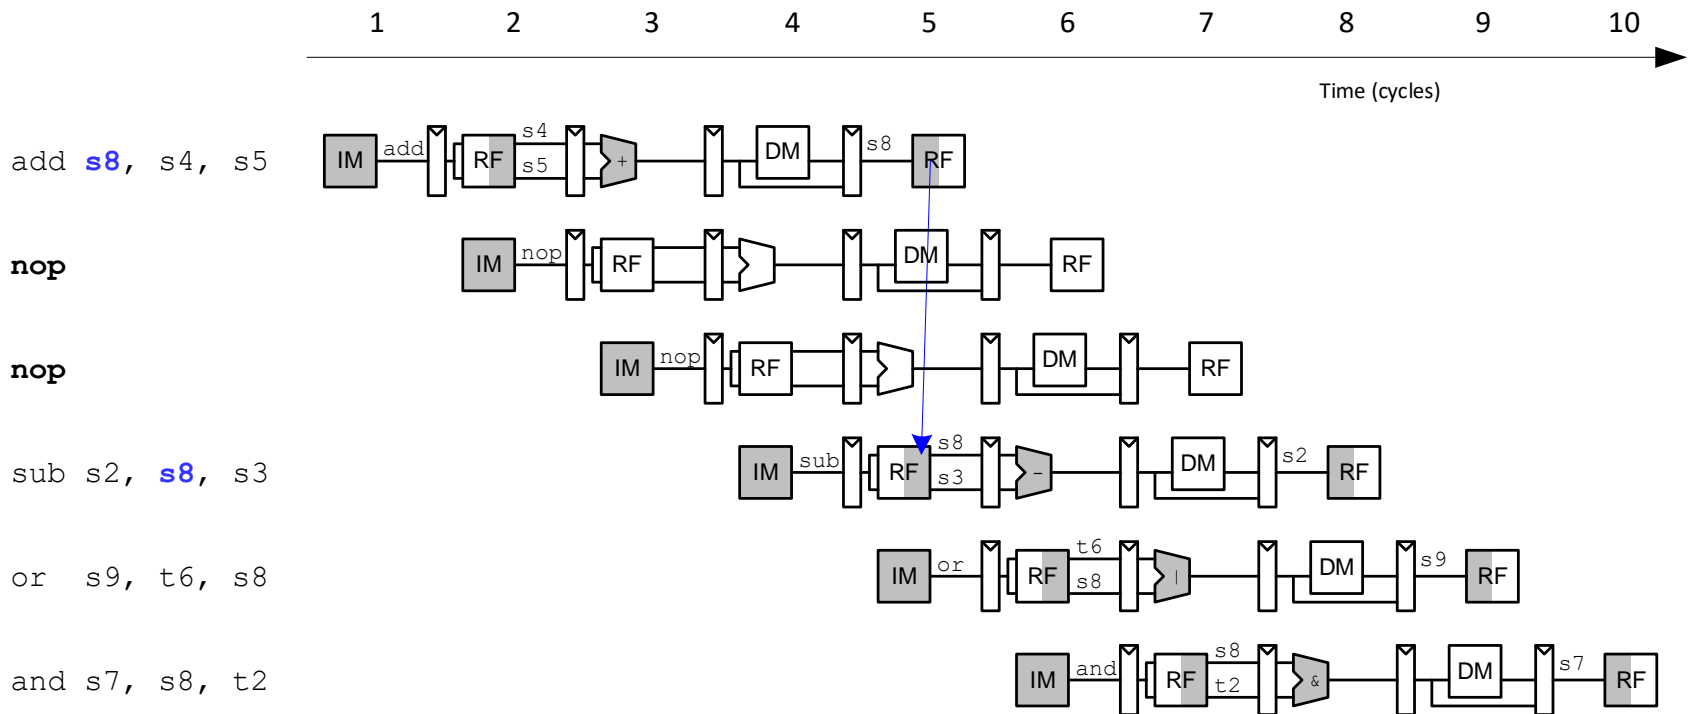 1 2 3 4 5 6 7 8 9 10
Time (cycles)
add s8, s4, s5 IM add RF s4 s5 + DM s8 RF
nop IM nop RF DM RF
nop IM nop RF DM RF
sub s2, s8, s3 IM sub RF s8 s3 - DM s2 RF
or s9, t6, s8 IM or RF t6 s8 | DM s9 RF
and s7, s8, t2 IM and RF s8 t2 & DM s7 RF